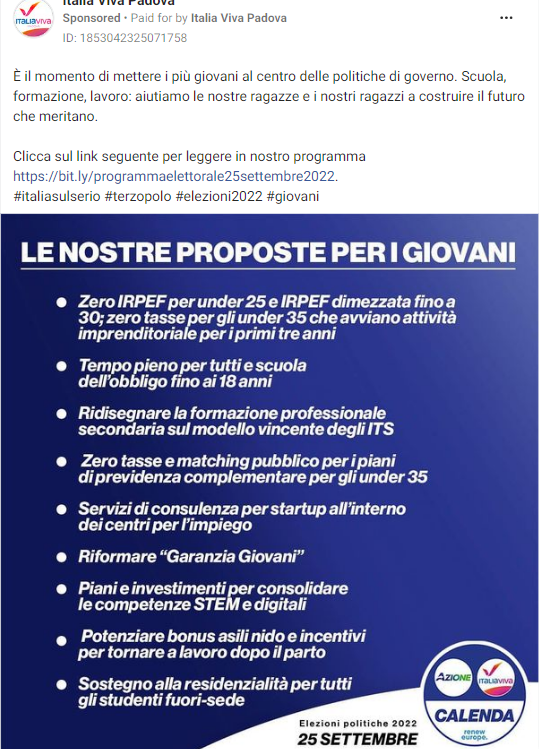 Italia Viva Padova
Sponsored • Paid for by Italia Viva Padova
ID: 1853042325071758
È il momento di mettere i più giovani al centro delle politiche di governo. Scuola,
formazione, lavoro: aiutiamo le nostre ragazze e i nostri ragazzi a costruire il futuro
che meritano.
Clicca sul link seguente per leggere in nostro programma
https://bit.ly/programmaelettorale25settembre2022.
#italiasulserio #terzopolo #elezioni2022 #giovani
LE NOSTRE PROPOSTE PER I GIOVANI
● Zero IRPEF per under 25 e IRPEF dimezzata fino a
30; zero tasse per gli under 35 che avviano attività
imprenditoriale per i primi tre anni
● Tempo pieno per tutti e scuola
dell'obbligo fino ai 18 anni
● Ridisegnare la formazione professionale
secondaria sul modello vincente degli ITS
● Zero tasse e matching pubblico per i piani
di previdenza complementare per gli under 35
● Servizi di consulenza per startup all'interno
dei centri per l'impiego
● Riformare "Garanzia Giovani"
● Piani e investimenti per consolidare
le competenze STEM e digitali
● Potenziare bonus asili nido e incentivi
per tornare a lavoro dopo il parto
● Sostegno alla residenzialità per tutti
gli studenti fuori-sede
Elezioni politiche 2022
25 SETTEMBRE
AZIONE
ITALIAVIVA
CALENDA
renew
europe.
ITALIAVIVA